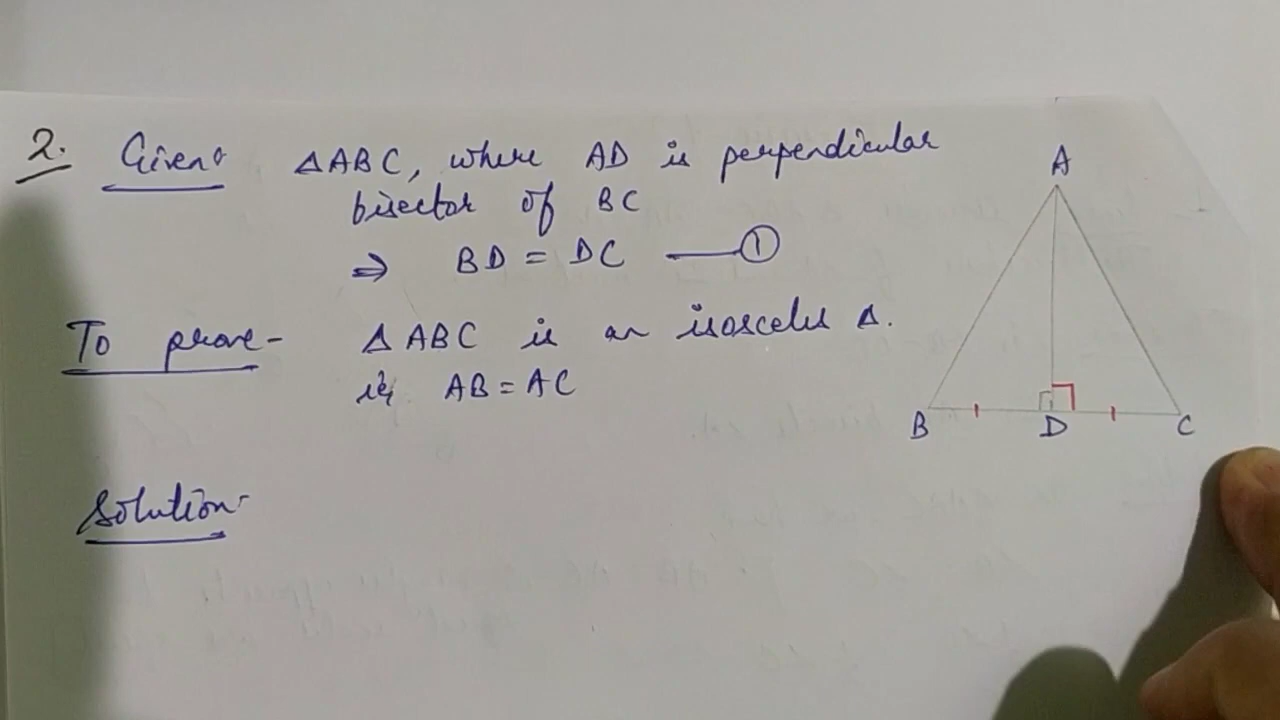 2. Given: ΔABC, where AD is perpendicular
bisector of BC
⇒ BD = DC —— ①
To prove - Δ ABC is an isosceles Δ.
ie, AB = AC
Solution:
A
B
D
C